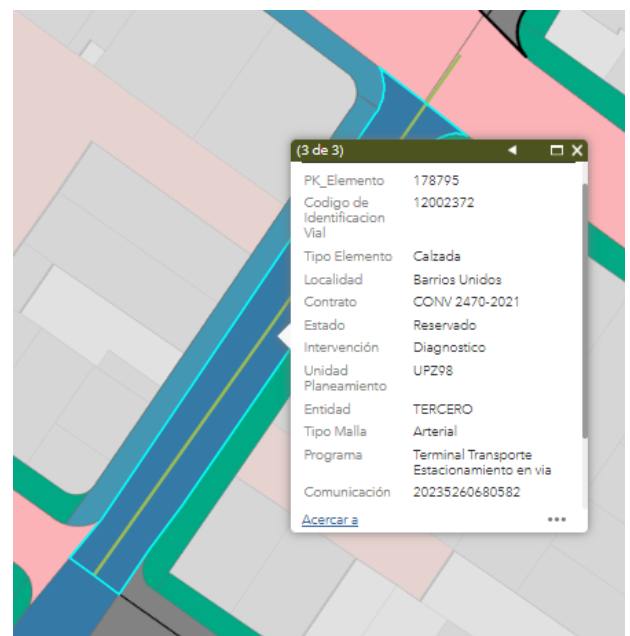 (3 de 3)
PK_Elemento 178795
Codigo de 12002372
Identificacion
Vial
Tipo Elemento Calzada
Localidad Barrios Unidos
Contrato CONV 2470-2021
Estado Reservado
Intervención Diagnostico
Unidad UPZ98
Planeamiento
Entidad TERCERO
Tipo Malla Arterial
Programa Terminal Transporte
Estacionamiento en via
Comunicación 20235260680582
Acercar a